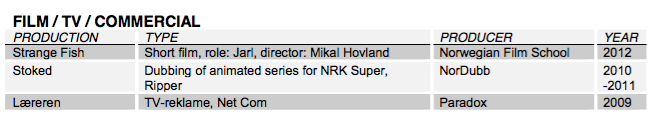 FILM / TV / COMMERCIAL
PRODUCTION TYPE PRODUCER YEAR
Strange Fish Short film, role: Jarl, director: Mikal Hovland Norwegian Film School 2012
Stoked Dubbing of animated series for NRK Super, NorDubb 2010
Ripper -2011
Læreren TV-reklame, Net Com Paradox 2009